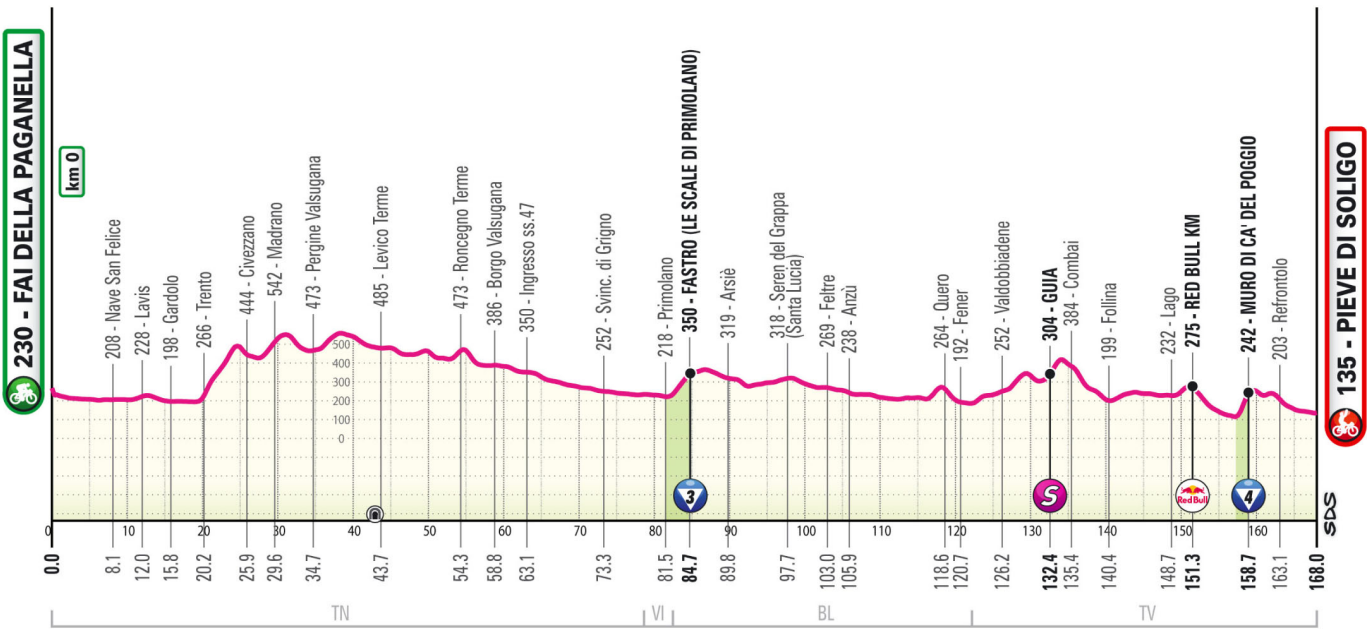 230 - FAI DELLA PAGANELLA
km 0
208 - Nave San Felice
228 - Lavis
198 - Gardolo
266 - Trento
444 - Civezzano
542 - Madrano
473 - Pergine Valsugana
485 - Levico Terme
473 - Roncegno Terme
386 - Borgo Valsugana
350 - Ingresso ss.47
252 - Svinc. di Grigno
218 - Primolano
350 - FASTRO (LE SCALE DI PRIMOLANO)
319 - Arsiè
318 - Seren del Grappa
(Santa Lucia)
269 - Feltre
238 - Anzù
264 - Quero
192 - Fener
252 - Valdobbiadene
304 - GUIA
384 - Combai
199 - Follina
232 - Lago
275 - RED BULL KM
242 - MURO DI CA' DEL POGGIO
203 - Refrontolo
135 - PIEVE DI SOLIGO
500
400
300
200
100
0
3
S
Red Bull
4
SDS
0 10 20 30 40 50 60 70 80 90 100 110 120 130 140 150 160
0.0
8.1
12.0
15.8
20.2
25.9
29.6
34.7
43.7
54.3
58.8
63.1
73.3
81.5
84.7
89.8
97.7
103.0
105.9
118.6
120.7
126.2
132.4
135.4
140.4
148.7
151.3
158.7
163.1
168.0
TN VI BL TV